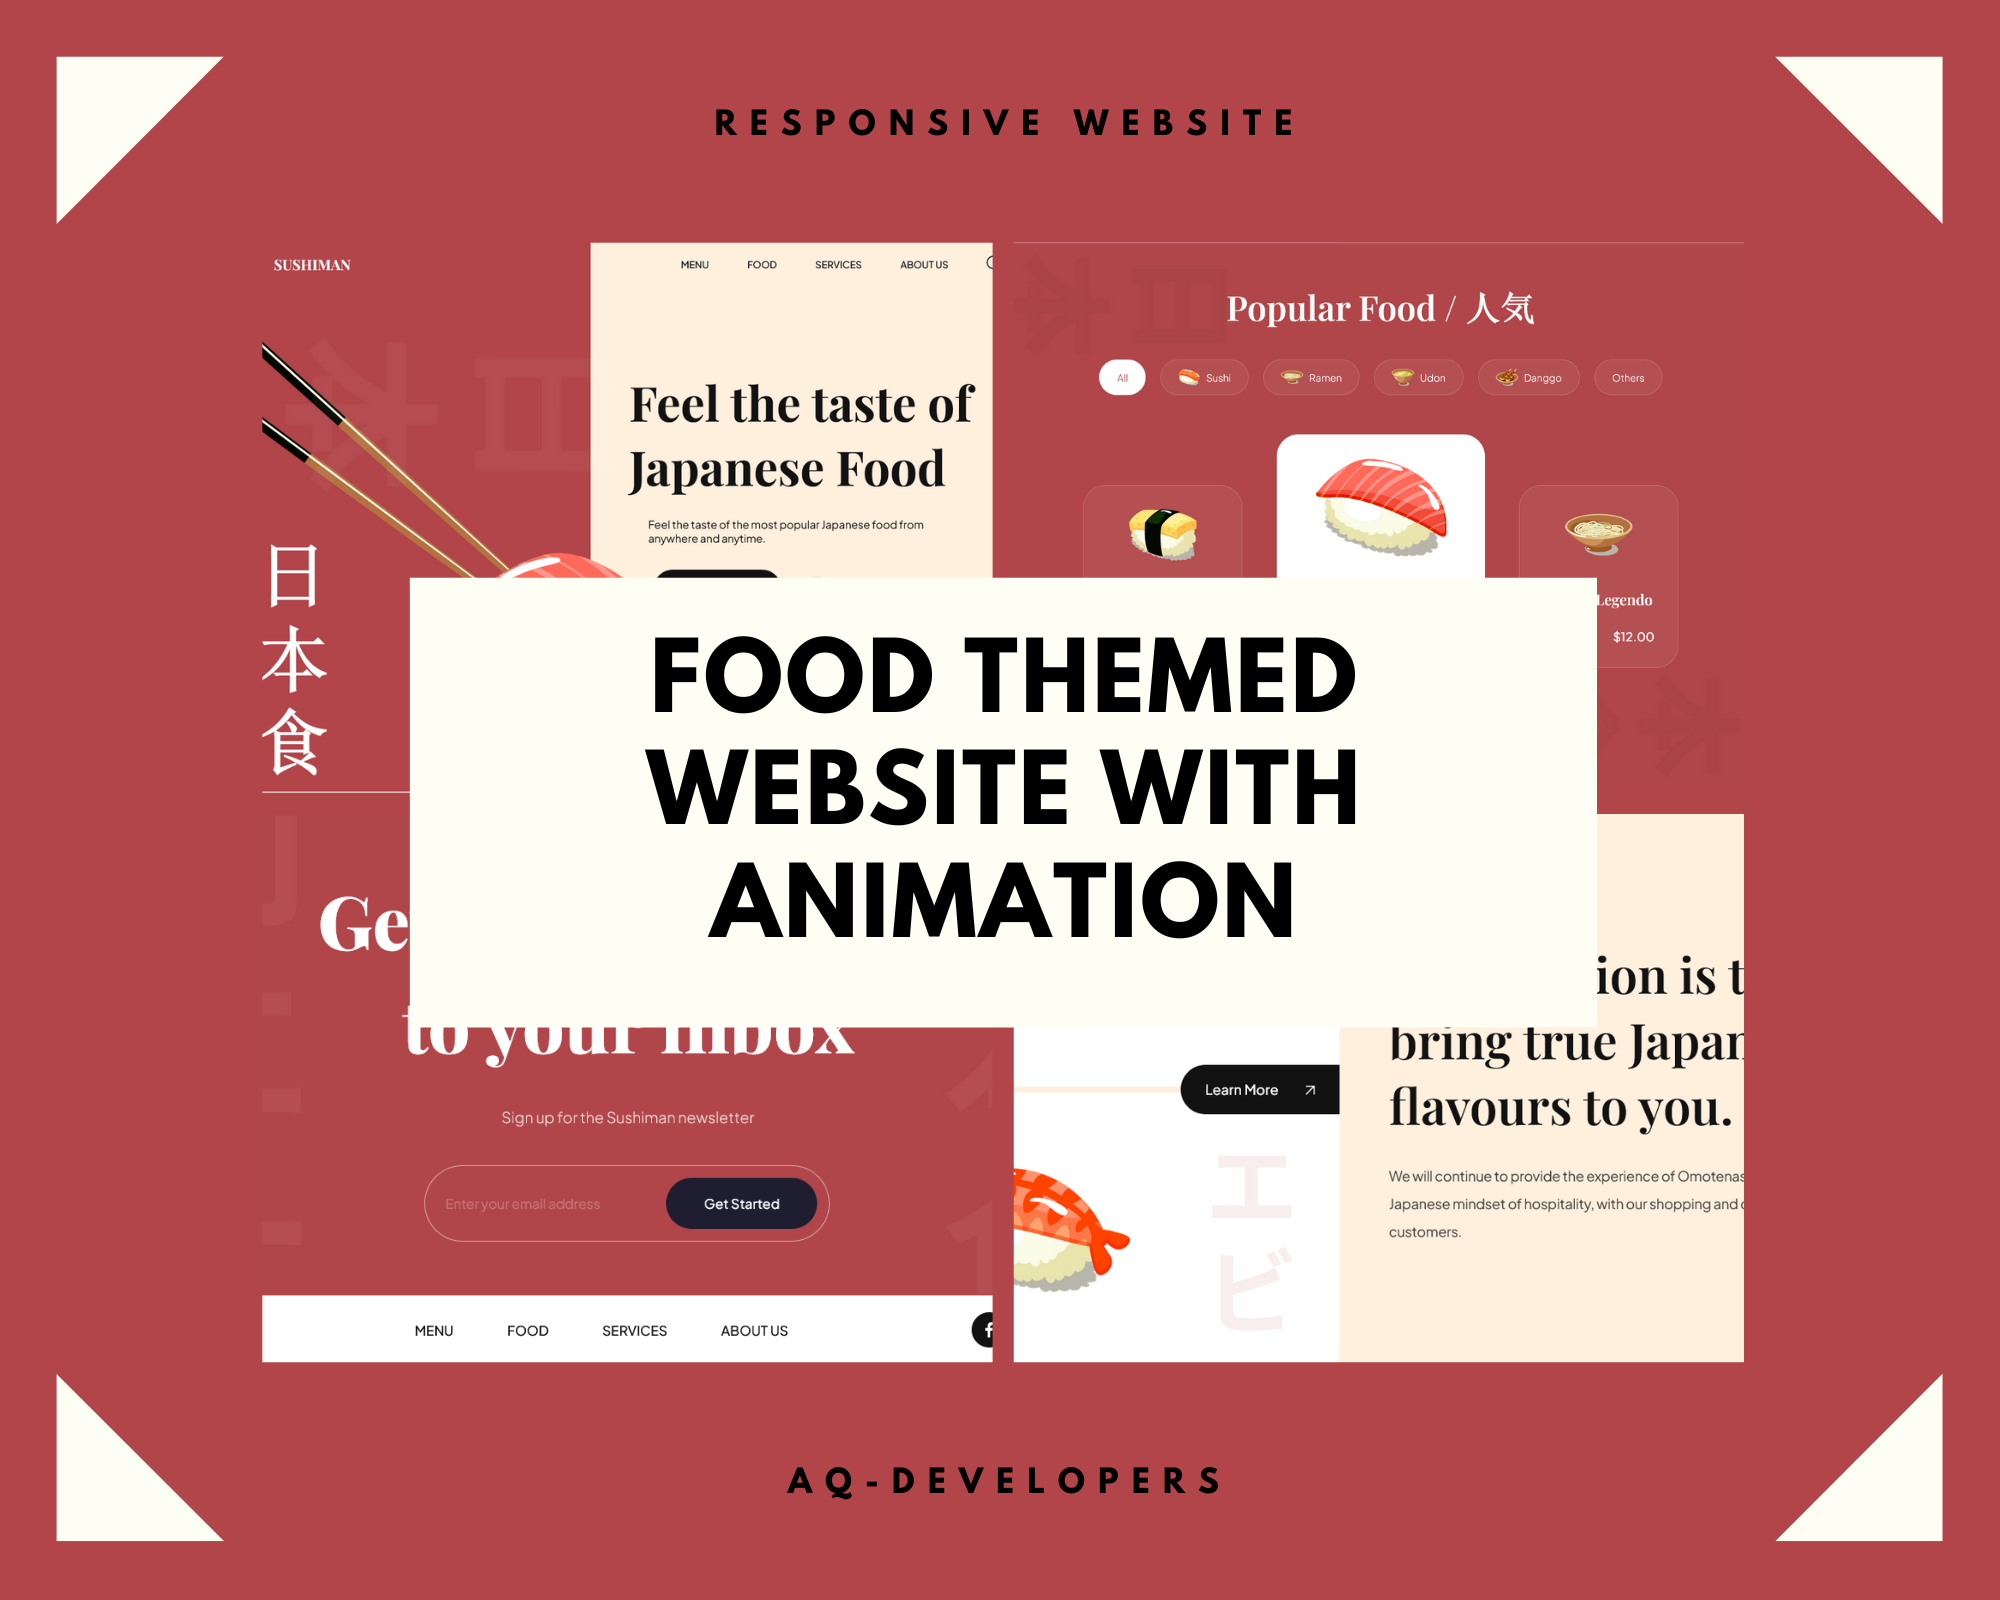 RESPONSIVE WEBSITE
SUSHIMAN
MENU FOOD SERVICES ABOUT US
日本
Feel the taste of
Japanese Food
Feel the taste of the most popular Japanese food from
anywhere and anytime.
日
本
食
日本
Popular Food / 人気
All Sushi Ramen Udon Danggo Others
Legendo
$12.00
本
FOOD THEMED
WEBSITE WITH
ANIMATION
Ge
to your inbox
Sign up for the Sushiman newsletter
Enter your email address Get Started
MENU FOOD SERVICES ABOUT US
Learn More
エビ
ion is t
bring true Japan
flavours to you.
We will continue to provide the experience of Omotenas
Japanese mindset of hospitality, with our shopping and
customers.
AQ-DEVELOPERS